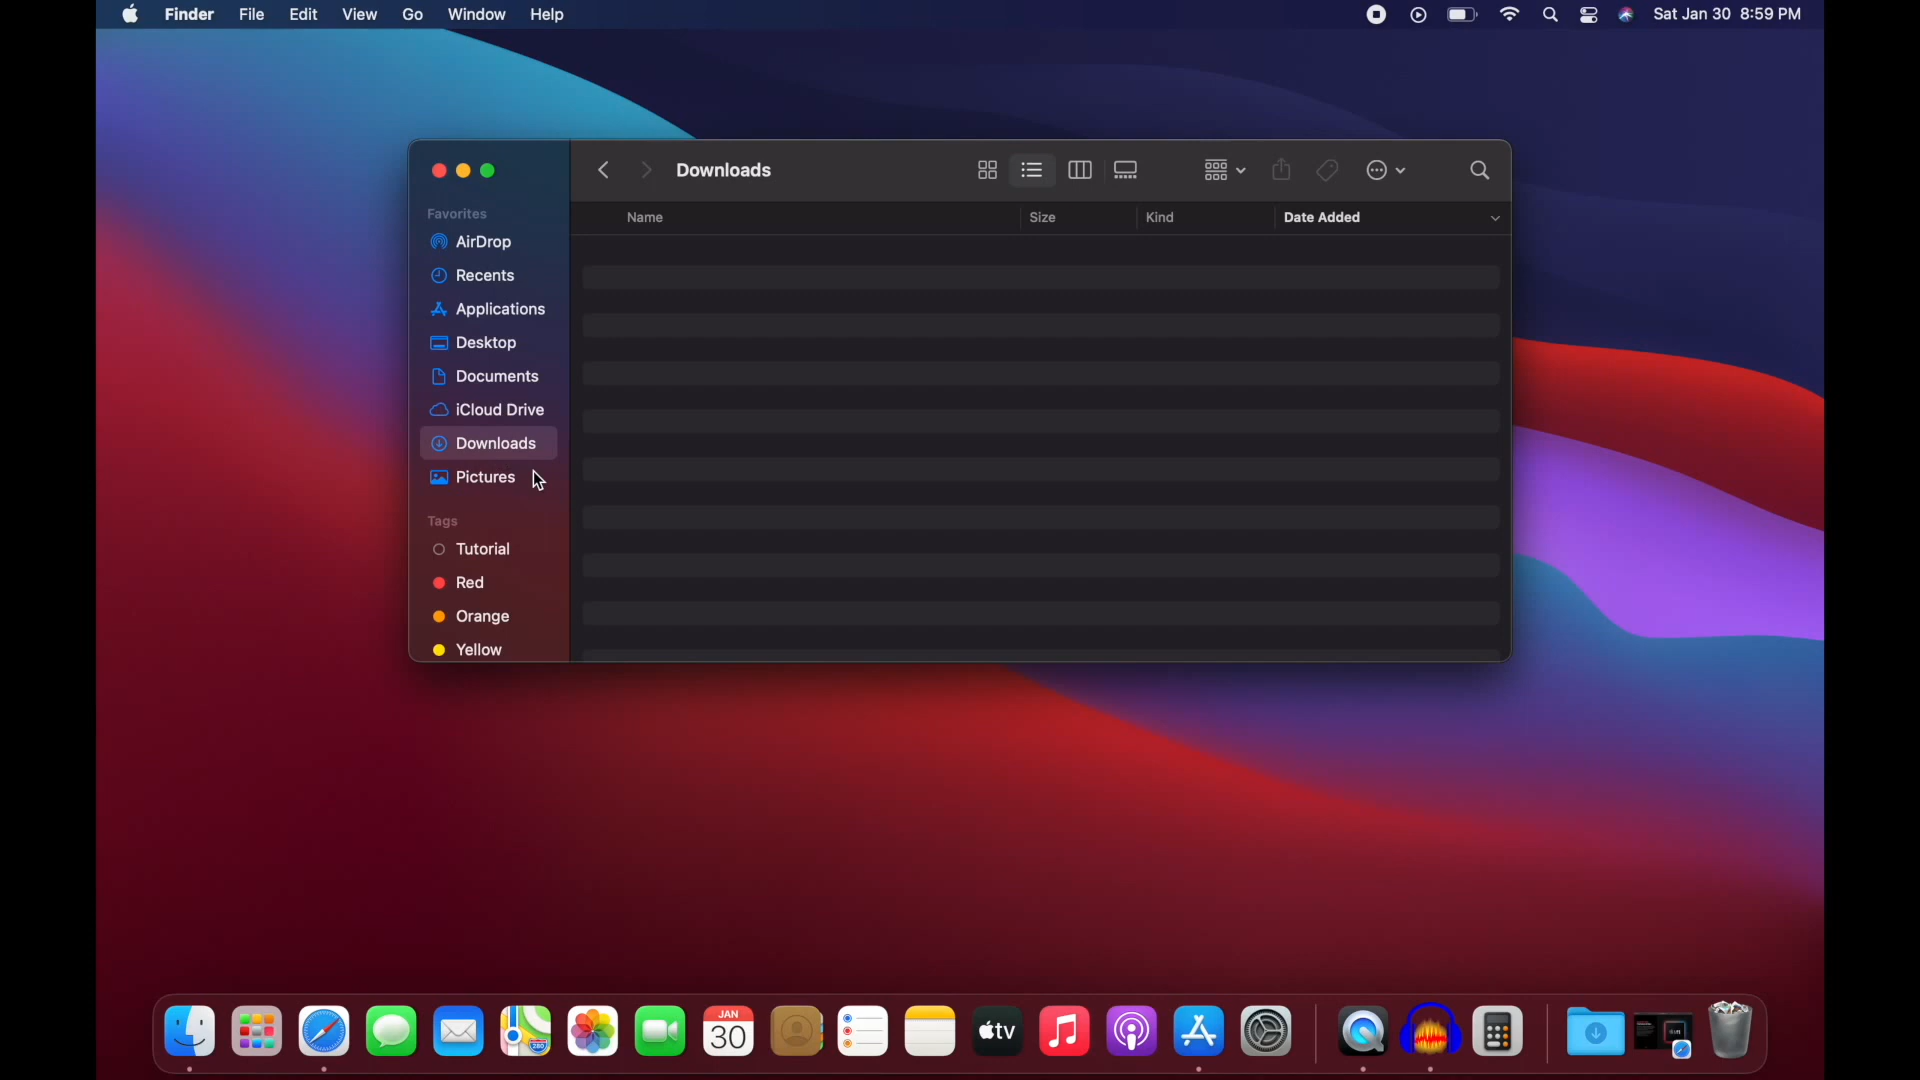 Finder File Edit View Go Window Help Sat Jan 30 8:59 PM
Downloads
Favorites
Name Size Kind Date Added
AirDrop
Recents
Applications
Desktop
Documents
iCloud Drive
Downloads
Pictures
Tags
Tutorial
Red
Orange
Yellow
JAN
30
280
tv